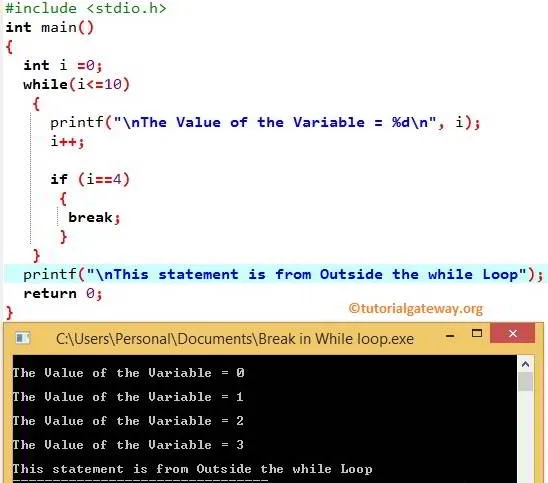 #include <stdio.h>
int main()
{
int i =0;
while(i<=10)
{
printf("\nThe Value of the Variable = %d\n", i);
i++;
if (i==4)
{
break;
}
}
printf("\nThis statement is from Outside the while Loop");
return 0;
}
©tutorialgateway.org
C:\Users\Personal\Documents\Break in While loop.exe
The Value of the Variable = 0
The Value of the Variable = 1
The Value of the Variable = 2
The Value of the Variable = 3
This statement is from Outside the while Loop